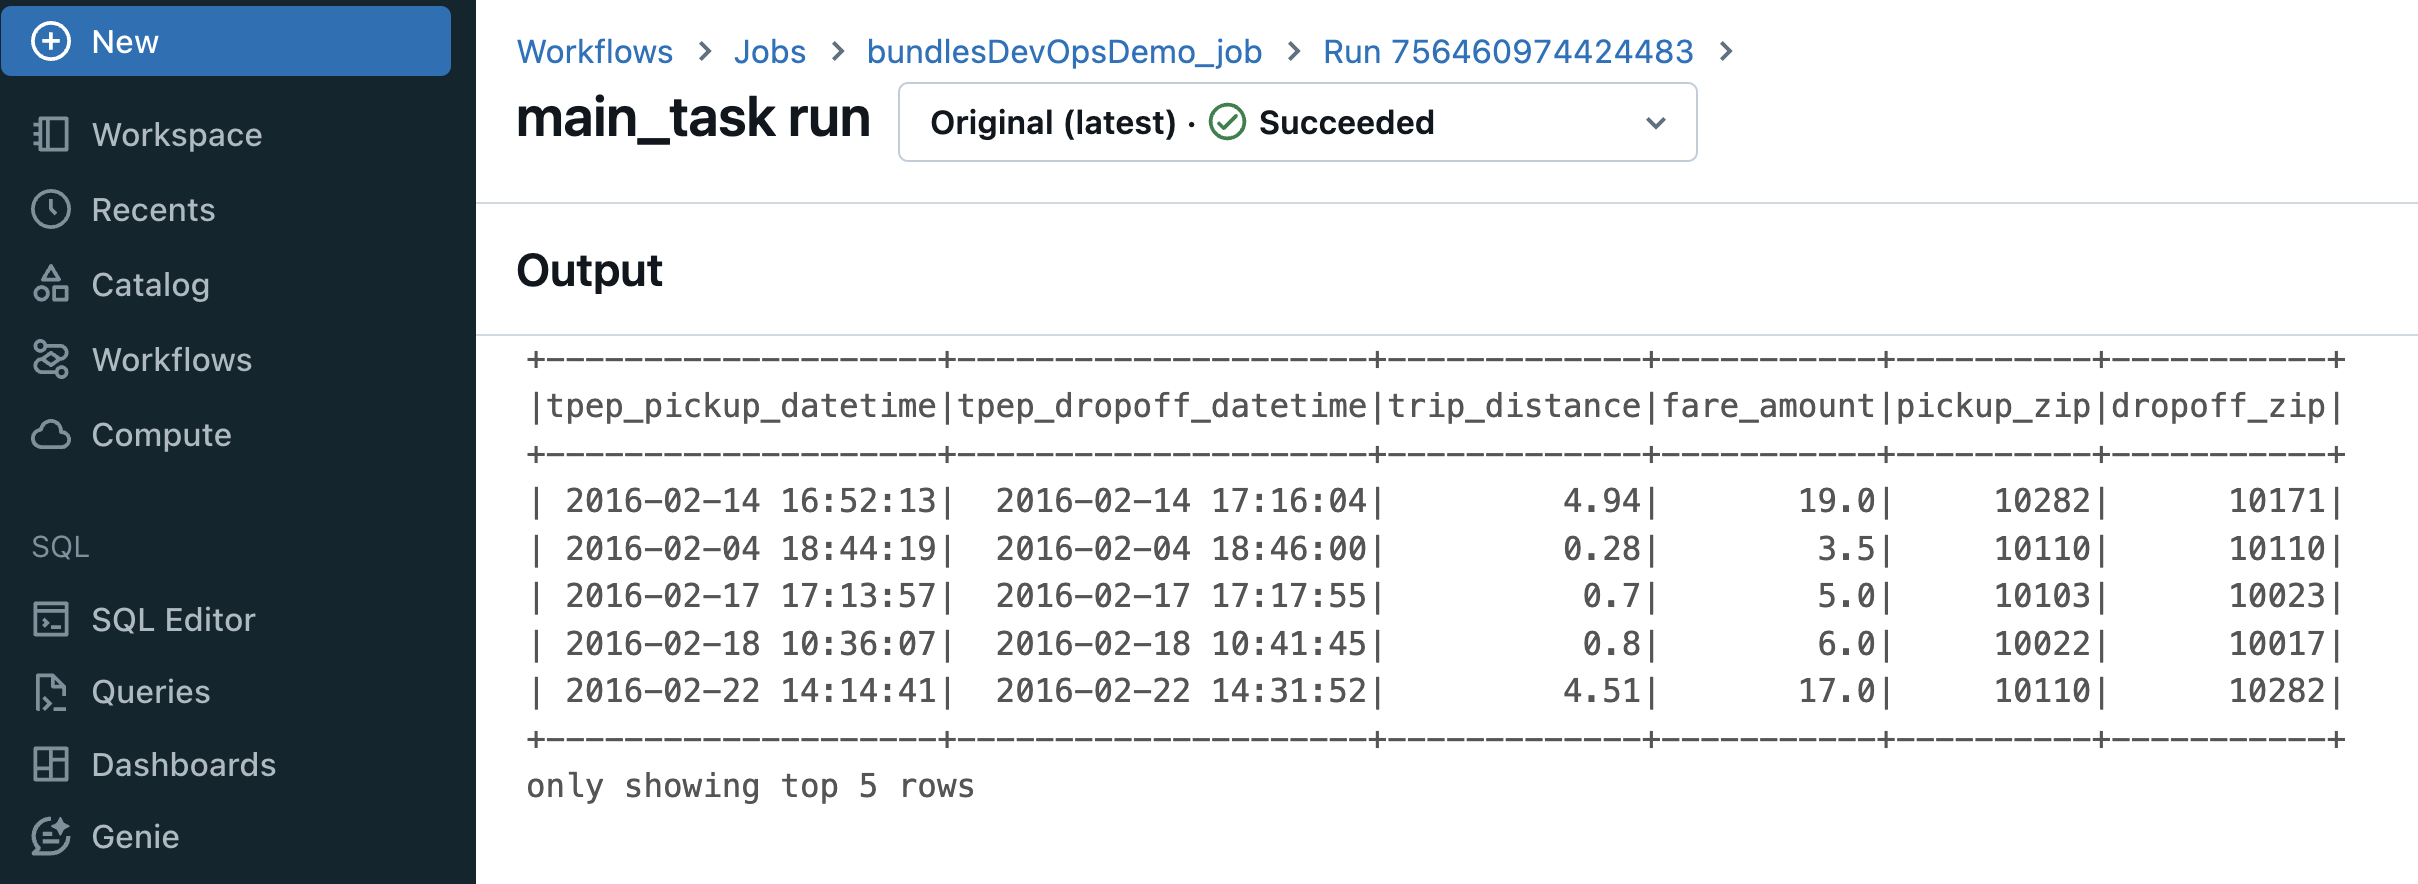 New
Workspace
Recents
Catalog
Workflows
Compute
SQL
SQL Editor
Queries
Dashboards
Genie
Workflows > Jobs > bundlesDevOpsDemo_job > Run 756460974424483 >
main_task run Original (latest) · Succeeded
Output
+--------------------+---------------------+-------------+-----------+----------+-----------+
|tpep_pickup_datetime|tpep_dropoff_datetime|trip_distance|fare_amount|pickup_zip|dropoff_zip|
+--------------------+---------------------+-------------+-----------+----------+-----------+
| 2016-02-14 16:52:13|  2016-02-14 17:16:04|         4.94|       19.0|     10282|      10171|
| 2016-02-04 18:44:19|  2016-02-04 18:46:00|         0.28|        3.5|     10110|      10110|
| 2016-02-17 17:13:57|  2016-02-17 17:17:55|          0.7|        5.0|     10103|      10023|
| 2016-02-18 10:36:07|  2016-02-18 10:41:45|          0.8|        6.0|     10022|      10017|
| 2016-02-22 14:14:41|  2016-02-22 14:31:52|         4.51|       17.0|     10110|      10282|
+--------------------+---------------------+-------------+-----------+----------+-----------+
only showing top 5 rows